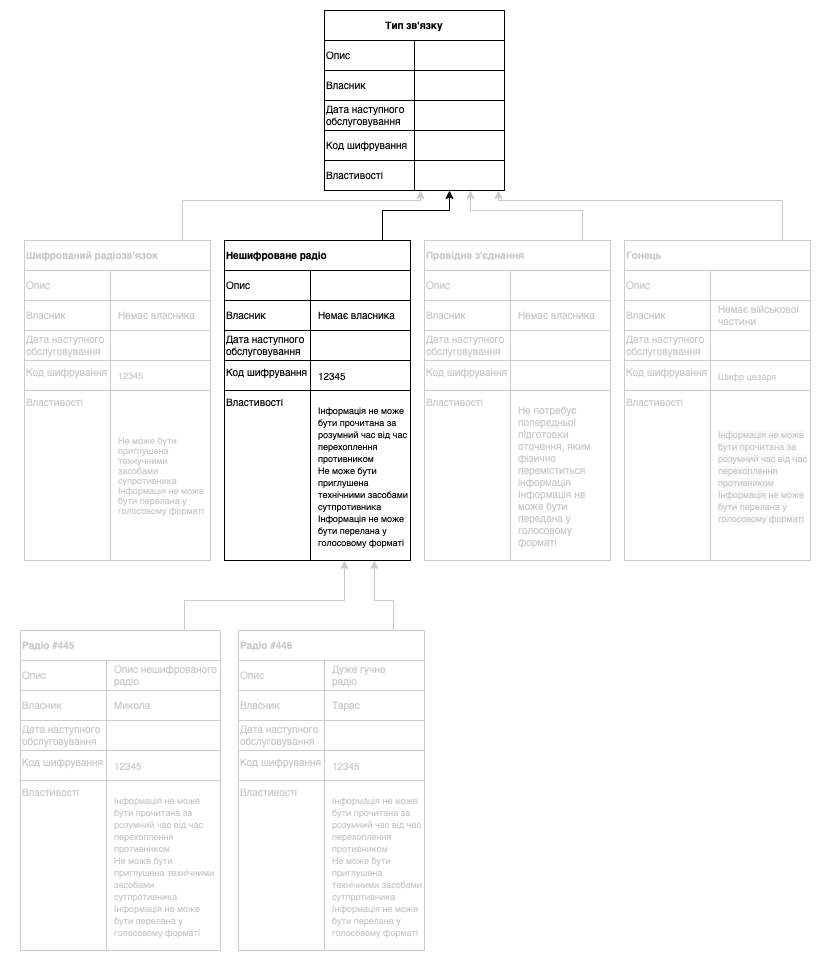 Тип зв'язку
Опис
Власник
Дата наступного
обслуговування
Код шифрування
Властивості
Шифрований радіозв'язок
Опис
Власник
Немає власника
Дата наступного
обслуговування
Код шифрування
12345
Властивості
Не може бути
приглушена
технучними
засобами
супротивника
Інформація не може
бути перелана у
голосовому форматі
Нешифроване радіо
Опис
Власник
Немає власника
Дата наступного
обслуговування
Код шифрування
12345
Властивості
Інформація не може
бути прочитана за
розумний час від час
перехоплення
противником
Не може бути
приглушена
технічними засобами
сутпротивника
Інформація не може
бути перелана у
голосовому форматі
Провідне з'єднання
Опис
Власник
Немає власника
Дата наступного
обслуговування
Код шифрування
Властивості
Не потребує
попередньої
підготовки
оточення, яким
фізично
переміститься
інформація
Інформація не
може бути
передана у
голосовому
форматі
Гонець
Опис
Власник
Немає військової
частини
Дата наступного
обслуговування
Код шифрування
Шифр цезаря
Властивості
Інформація не може
бути прочитана за
розумний час від час
перехоплення
противником
Інформація не може
бути перелана у
голосовому форматі
Радіо #445
Опис
Опис нешифрованого
радіо
Власник
Микола
Дата наступного
обслуговування
Код шифрування
12345
Властивості
Інформація не може
бути прочитана за
розумний час від час
перехоплення
противником
Не може бути
приглушена технічними
засобами
сутпротивника
Інформація не може
бути перелана у
голосовому форматі
Радіо #446
Опис
Дуже гучне
радіо
Власник
Тарас
Дата наступного
обслуговування
Код шифрування
12345
Властивості
Інформація не може
бути прочитана за
розумний час від час
перехоплення
противником
Не може бути
приглушена
технічними засобами
сутпротивника
Інформація не може
бути перелана у
голосовому форматі